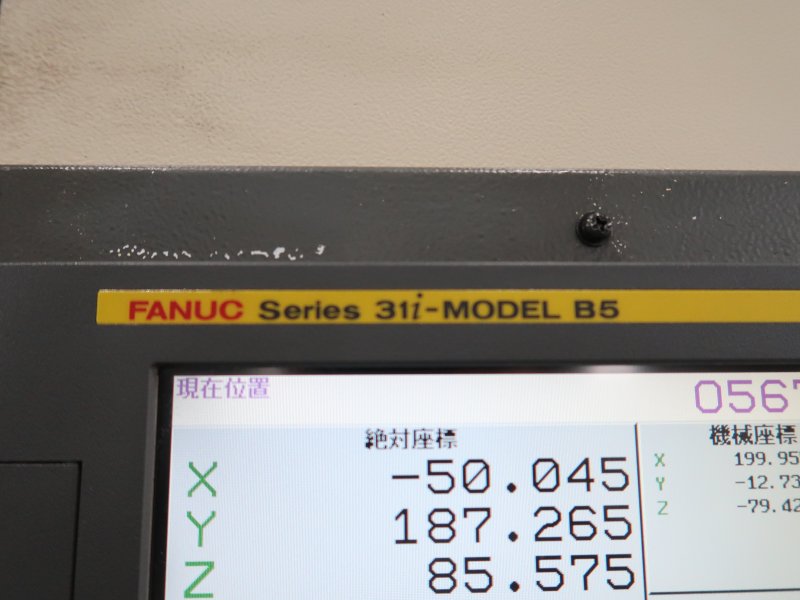 FANUC Series 31i-MODEL B5
現在位置
O567
絶対座標
機械座標
X -50.045
Y 187.265
Z 85.575
X 199.95
Y -12.73
Z -79.42